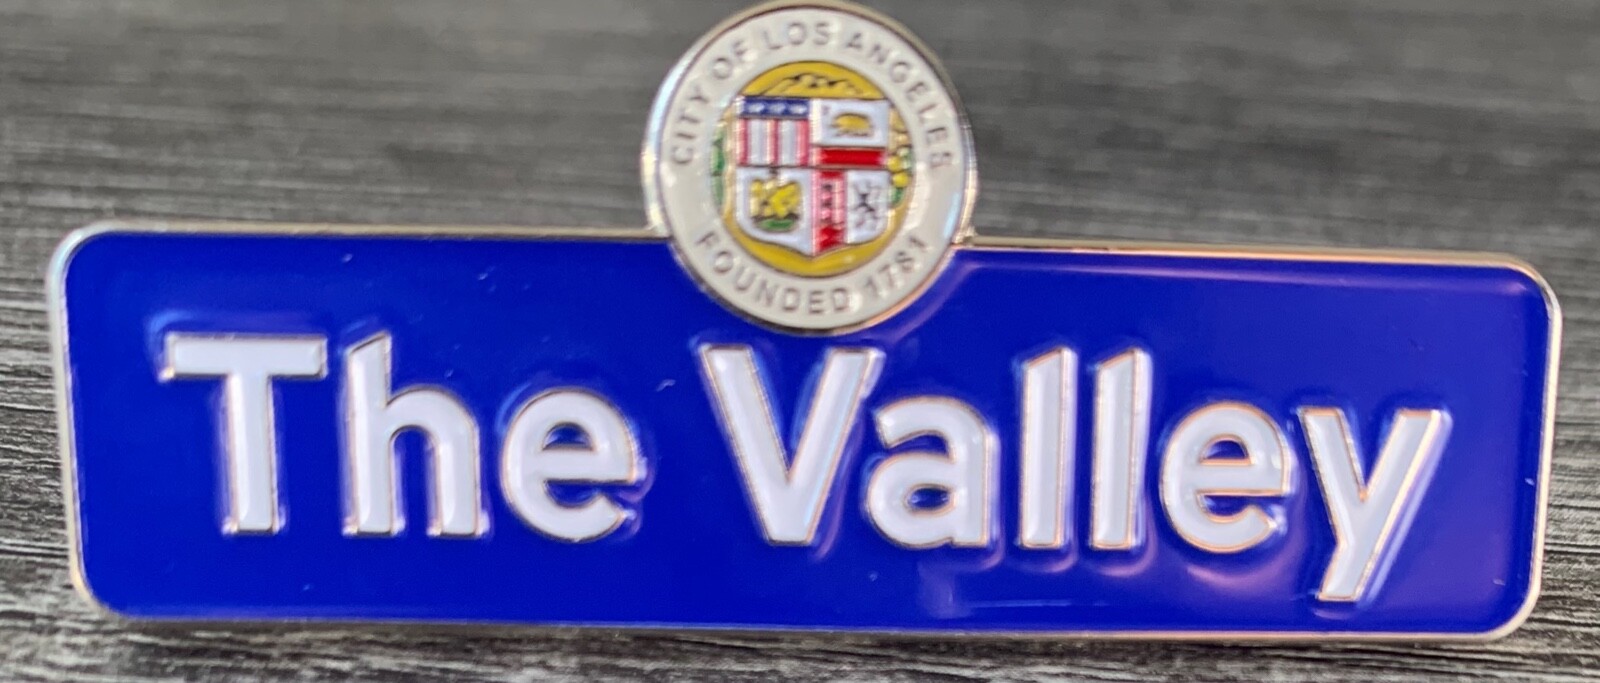 CITY OF LOS ANGELES
FOUNDED 1781
The Valley